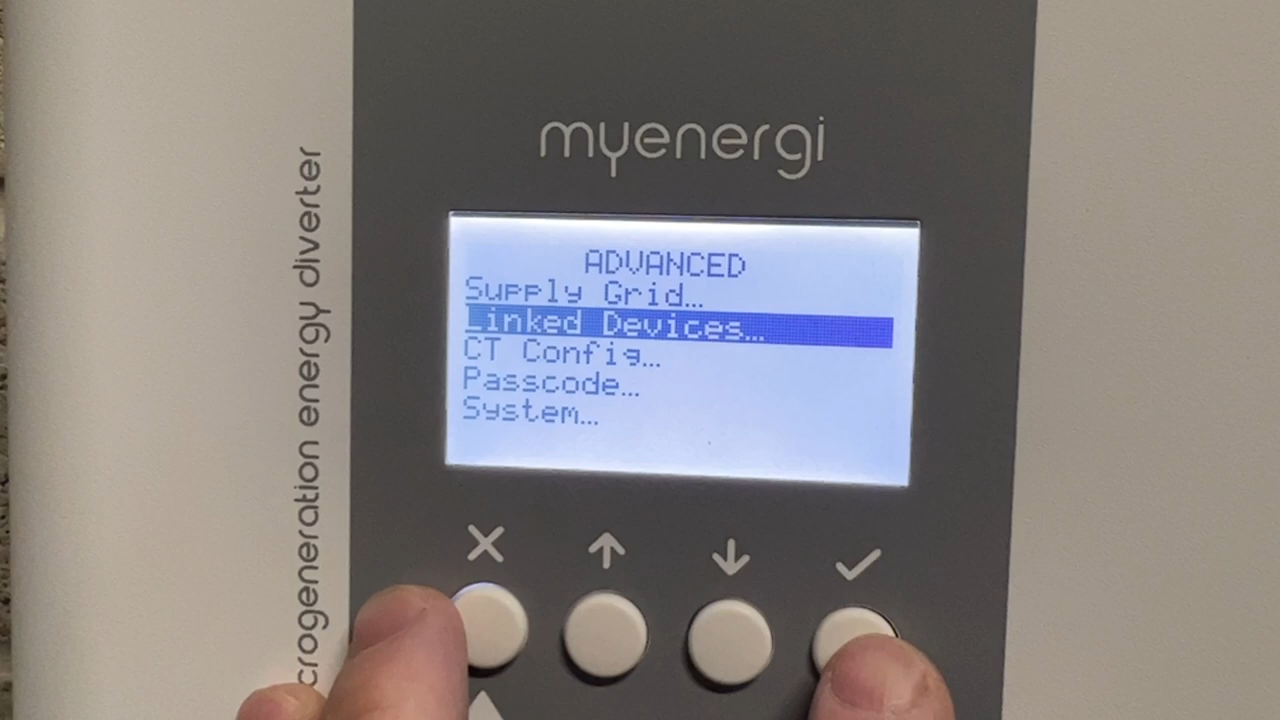 myenergi
crogeneration energy diverter
ADVANCED
Supply Grid...
Linked Devices...
CT Config...
Passcode...
System...